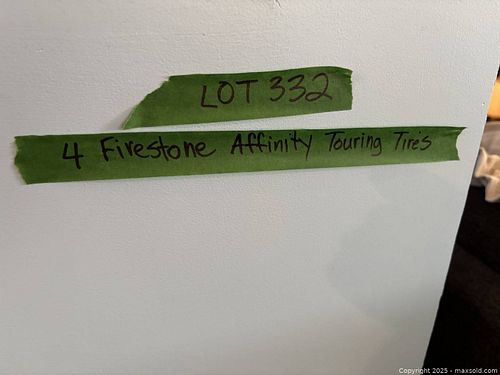 LOT 332
4 Firestone Affinity Touring Tires
Copyright 2025 - maxsold.com